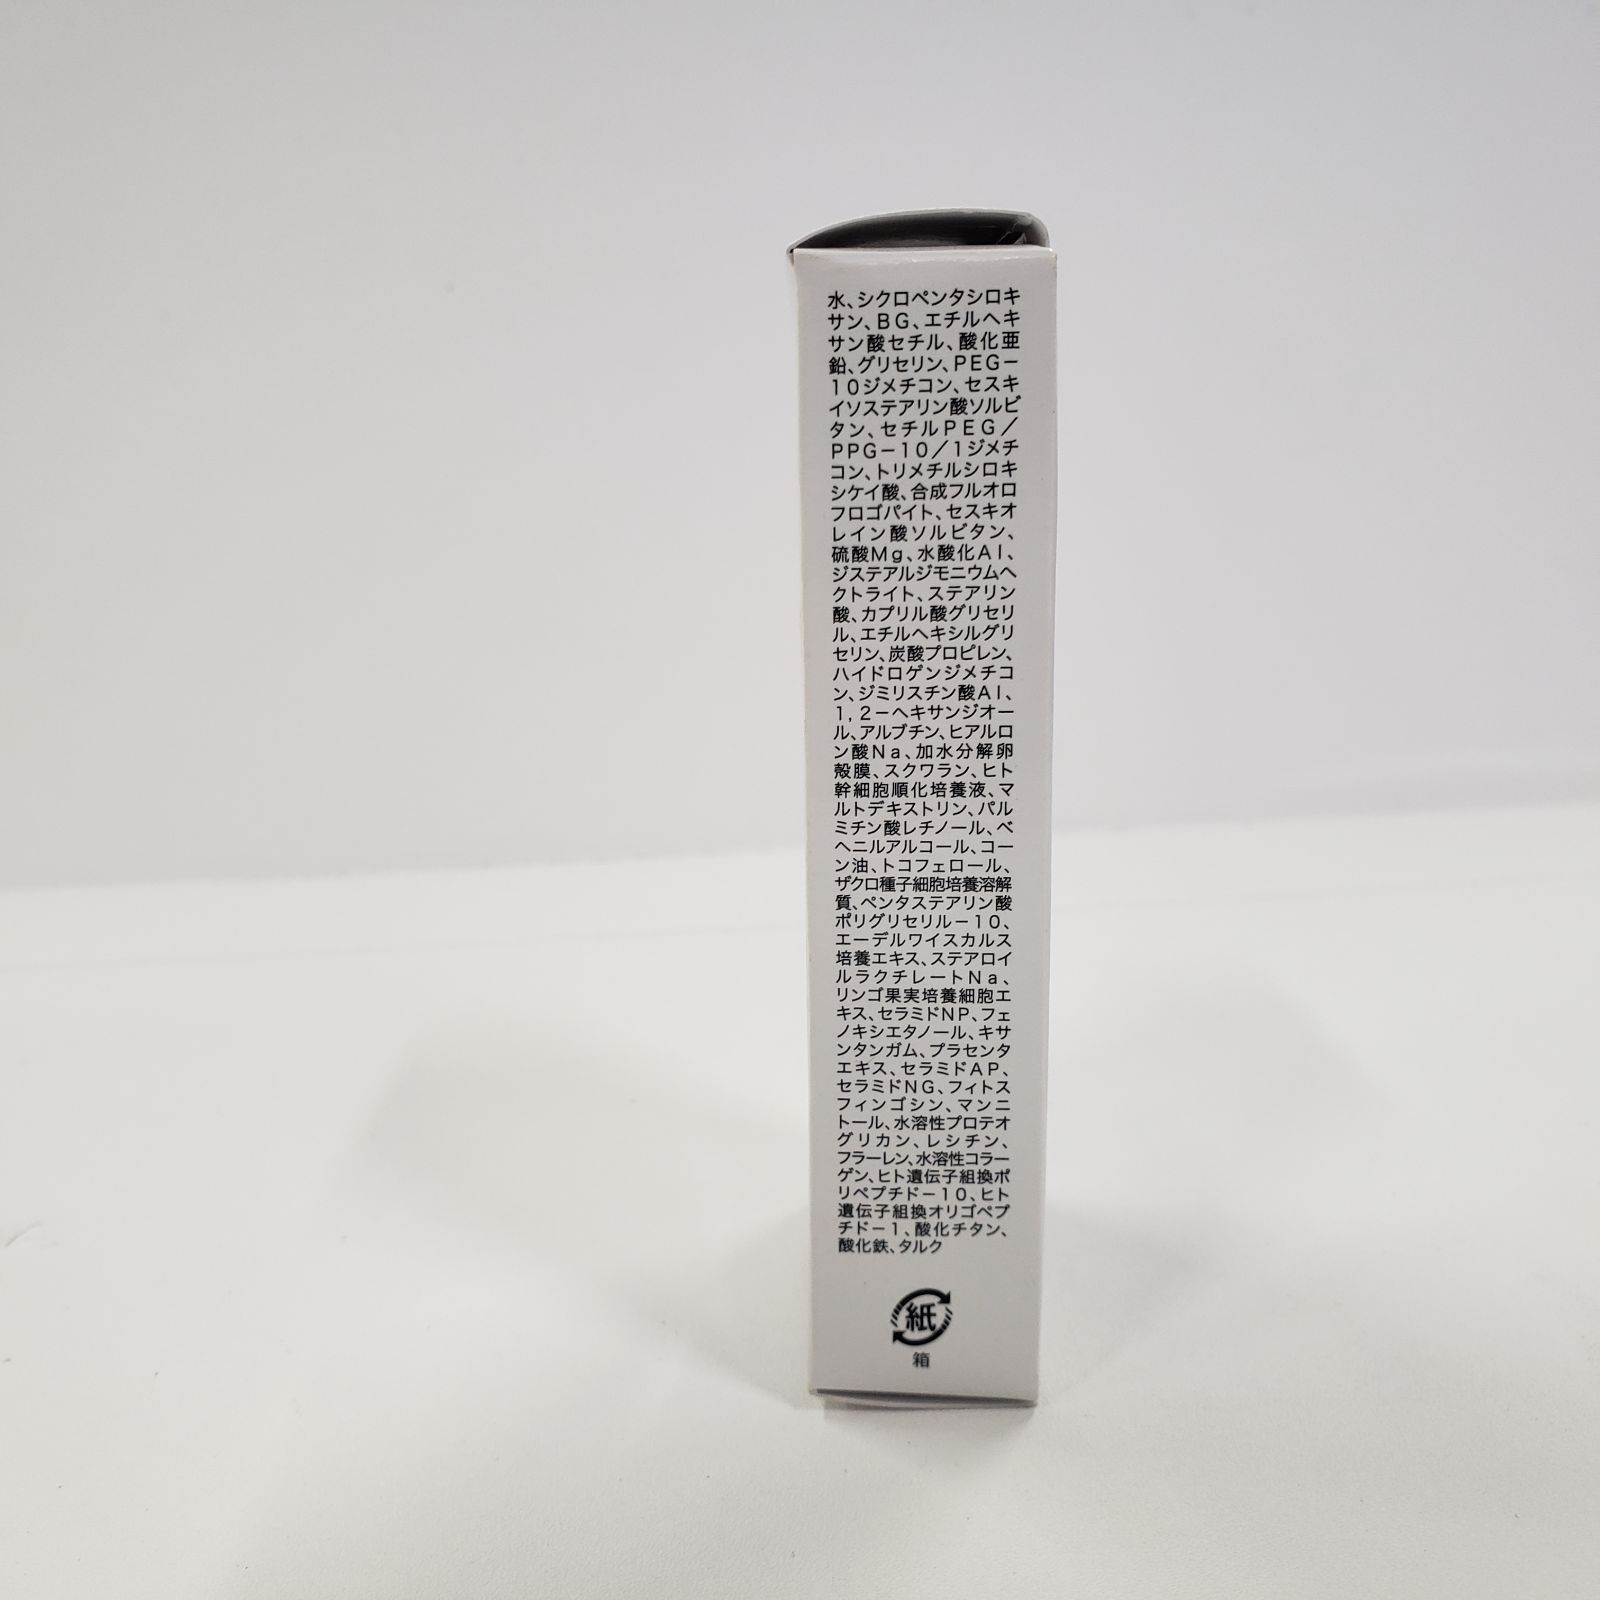 水、シクロペンタシロキ
サン、BG、エチルヘキ
サン酸セチル、酸化亜
鉛、グリセリン、PEG−
10ジメチコン、セスキ
イソステアリン酸ソルビ
タン、セチルPEG／
PPG−10／1ジメチ
コン、トリメチルシロキ
シケイ酸、合成フルオロ
フロゴパイト、セスキオ
レイン酸ソルビタン、
硫酸Mg、水酸化Al、
ジステアルジモニウムヘ
クトライト、ステアリン
酸、カプリル酸グリセリ
ル、エチルヘキシルグリ
セリン、炭酸プロピレン、
ハイドロゲンジメチコ
ン、ジミリスチン酸Al、
1,2−ヘキサンジオー
ル、アルブチン、ヒアルロ
ン酸Na、加水分解卵
殻膜、スクワラン、ヒト
幹細胞順化培養液、マ
ルトデキストリン、パル
ミチン酸レチノール、ベ
ヘニルアルコール、コー
ン油、トコフェロール、
ザクロ種子細胞培養溶解
質、ペンタステアリン酸
ポリグリセリル−10、
エーデルワイスカルス
培養エキス、ステアロイ
ルラクチレートNa、
リンゴ果実培養細胞エ
キス、セラミドNP、フェ
ノキシエタノール、キサ
ンタンガム、プラセンタ
エキス、セラミドAP、
セラミドNG、フィトス
フィンゴシン、マンニ
トール、水溶性プロテオ
グリカン、レシチン、
フラーレン、水溶性コラー
ゲン、ヒト遺伝子組換ポ
リペプチド−10、ヒト
遺伝子組換オリゴペプ
チド−1、酸化チタン、
酸化鉄、タルク
紙
箱